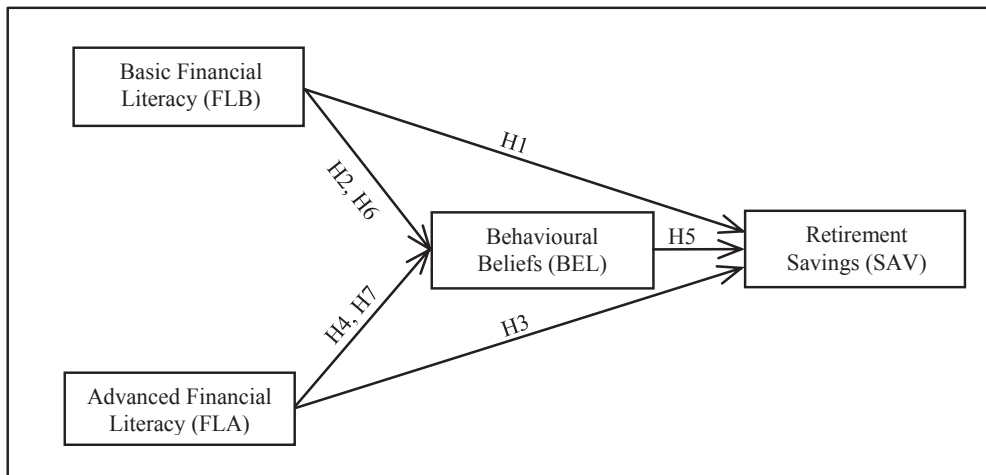 Basic Financial
Literacy (FLB)
H1
H2, H6
Behavioural
Beliefs (BEL)
H5
Retirement
Savings (SAV)
H4, H7
H3
Advanced Financial
Literacy (FLA)